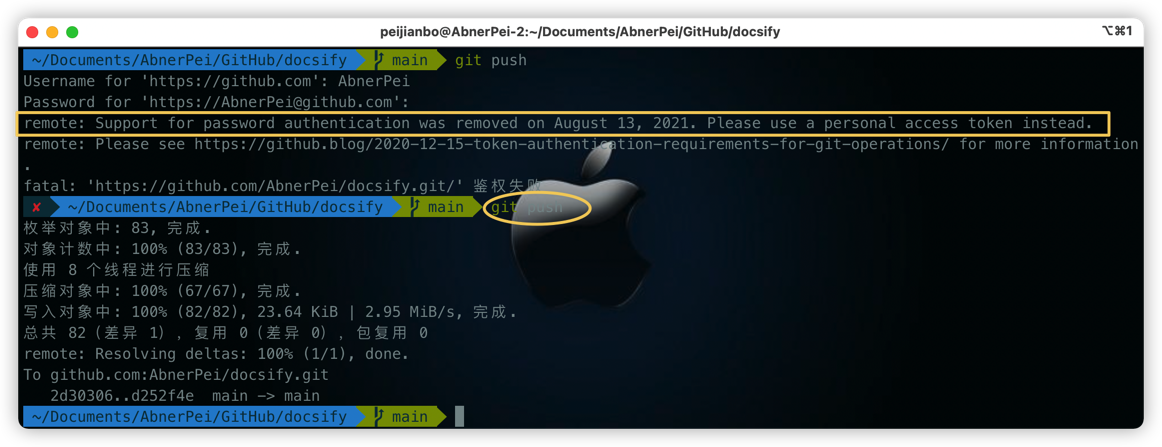 peijianbo@AbnerPei-2:~/Documents/AbnerPei/GitHub/docsify ⌥⌘1
~/Documents/AbnerPei/GitHub/docsify main git push
Username for 'https://github.com': AbnerPei
Password for 'https://AbnerPei@github.com':
remote: Support for password authentication was removed on August 13, 2021. Please use a personal access token instead.
remote: Please see https://github.blog/2020-12-15-token-authentication-requirements-for-git-operations/ for more information
.
fatal: 'https://github.com/AbnerPei/docsify.git/' 鉴权失败
✘ ~/Documents/AbnerPei/GitHub/docsify main git push
枚举对象中: 83, 完成.
对象计数中: 100% (83/83), 完成.
使用 8 个线程进行压缩
压缩对象中: 100% (67/67), 完成.
写入对象中: 100% (82/82), 23.64 KiB | 2.95 MiB/s, 完成.
总共 82（差异 1），复用 0（差异 0），包复用 0
remote: Resolving deltas: 100% (1/1), done.
To github.com:AbnerPei/docsify.git
2d30306..d252f4e main -> main
~/Documents/AbnerPei/GitHub/docsify main